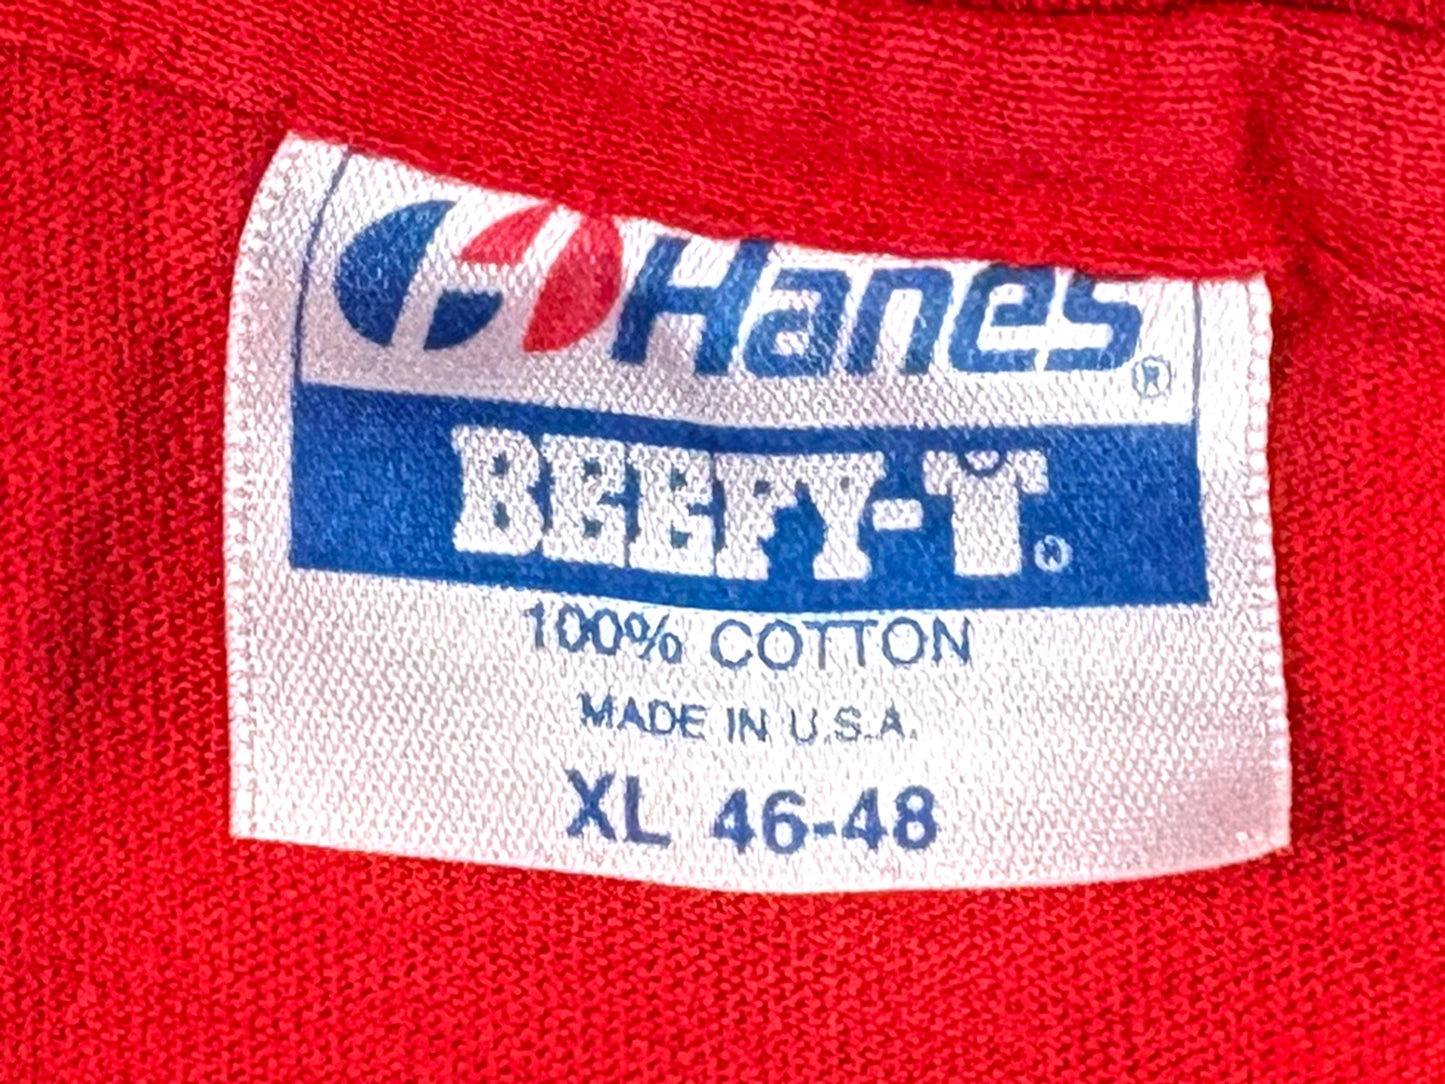 Hanes®
BEEFY-T®
100% COTTON
MADE IN U.S.A.
XL 46-48